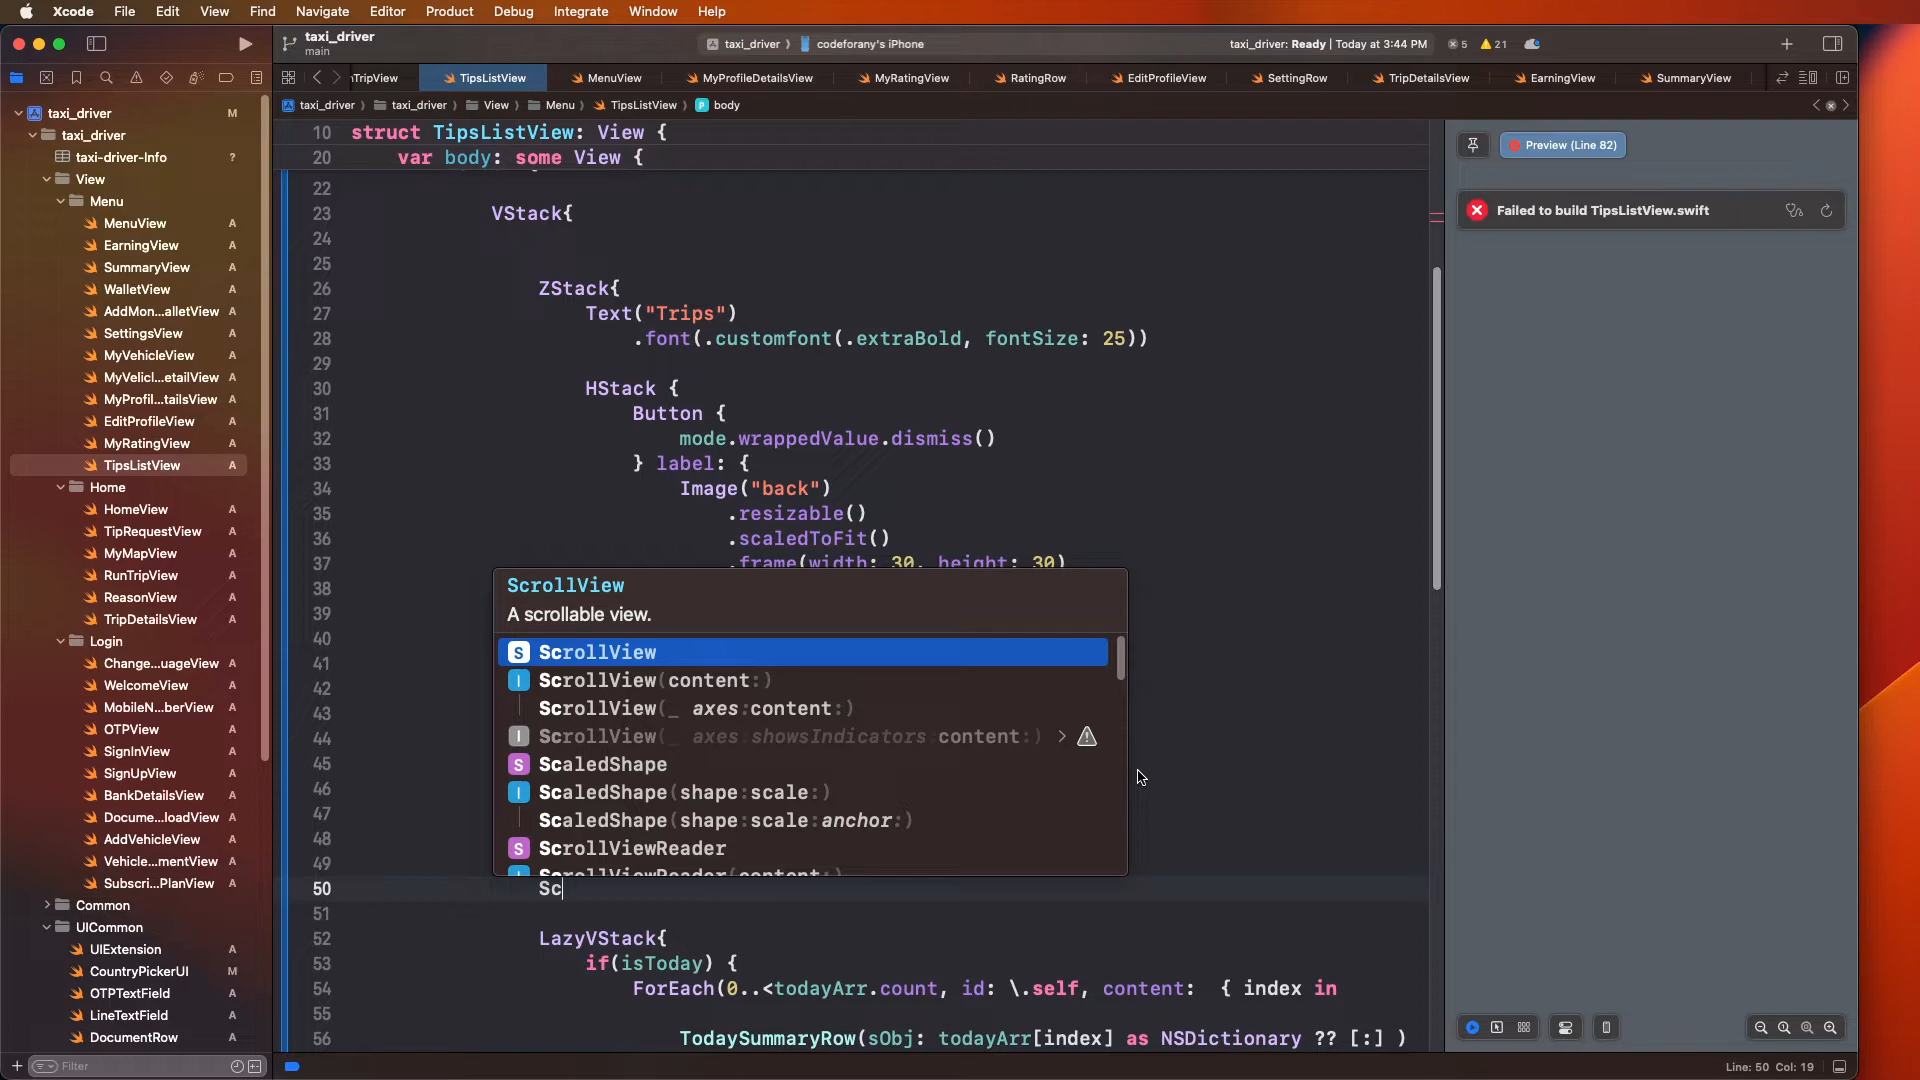 Xcode File Edit View Find Navigate Editor Product Debug Integrate Window Help
taxi_driver
main
taxi_driver
codeforany's iPhone
taxi_driver: Ready | Today at 3:44 PM
5
21
TripView
TipsListView
MenuView
MyProfileDetailsView
MyRatingView
RatingRow
EditProfileView
SettingRow
TripDetailsView
EarningView
SummaryView
taxi_driver
taxi_driver
View
Menu
TipsListView
body
taxi_driver M
taxi_driver
taxi-driver-Info ?
View
Menu
MenuView A
EarningView A
SummaryView A
WalletView A
AddMon...alletView A
SettingsView A
MyVehicleView A
MyVelicl...etailView A
MyProfil...tailsView A
EditProfileView A
MyRatingView A
TipsListView A
Home
HomeView A
TipRequestView A
MyMapView A
RunTripView A
ReasonView A
TripDetailsView A
Login
Change...uageView A
WelcomeView A
MobileN...berView A
OTPView A
SignInView A
SignUpView A
BankDetailsView A
Docume...loadView A
AddVehicleView A
Vehicle...mentView A
Subscri...PlanView A
Common
UICommon
UIExtension A
CountryPickerUI M
OTPTextField A
LineTextField A
DocumentRow A
Filter
10 struct TipsListView: View {
20 var body: some View {
22
23 VStack{
24
25
26 ZStack{
27 Text("Trips")
28 .font(.customfont(.extraBold, fontSize: 25))
29
30 HStack {
31 Button {
32 mode.wrappedValue.dismiss()
33 } label: {
34 Image("back")
35 .resizable()
36 .scaledToFit()
37 .frame(width: 30, height: 30)
38
39
40
41
42
43
44
45
46
47
48
49
ScrollView
A scrollable view.
S ScrollView
I ScrollView(content:)
ScrollView(_ axes:content:)
I ScrollView(_ axes:showsIndicators:content:)
S ScaledShape
I ScaledShape(shape:scale:)
ScaledShape(shape:scale:anchor:)
S ScrollViewReader
I ScrollViewReader(content:)
50 Sc
51
52 LazyVStack{
53 if(isToday) {
54 ForEach(0..<todayArr.count, id: \.self, content: { index in
55
56 TodaySummaryRow(sObj: todayArr[index] as NSDictionary ?? [:] )
Preview (Line 82)
Failed to build TipsListView.swift
Line: 50 Col: 19